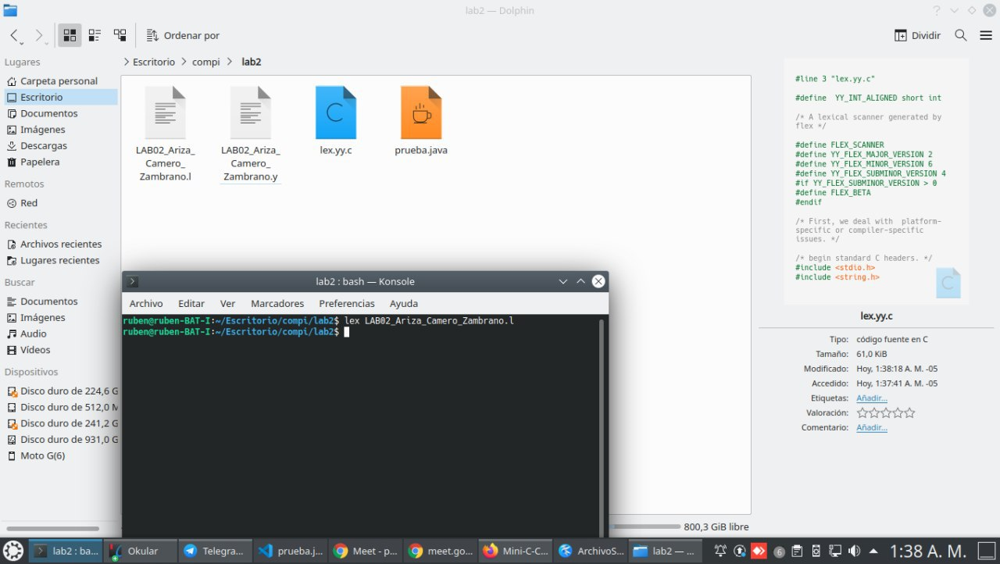 lab2 — Dolphin
Ordenar por
Dividir
Lugares
Carpeta personal
Escritorio
Documentos
Imágenes
Descargas
Papelera
Remotos
Red
Recientes
Archivos recientes
Lugares recientes
Buscar
Documentos
Imágenes
Audio
Vídeos
Dispositivos
Disco duro de 224,6 G
Disco duro de 512,0 M
Disco duro de 241,2 G
Disco duro de 931,0 G
Moto G(6)
Escritorio > compi > lab2
LAB02_Ariza_
Camero_
Zambrano.l
LAB02_Ariza_
Camero_
Zambrano.y
lex.yy.c
prueba.java
lab2 : bash — Konsole
Archivo Editar Ver Marcadores Preferencias Ayuda
ruben@ruben-BAT-I:~/Escritorio/compi/lab2$ lex LAB02_Ariza_Camero_Zambrano.l
ruben@ruben-BAT-I:~/Escritorio/compi/lab2$
800,3 GiB libre
#line 3 "lex.yy.c"
#define  YY_INT_ALIGNED short int
/* A lexical scanner generated by
flex */
#define FLEX_SCANNER
#define YY_FLEX_MAJOR_VERSION 2
#define YY_FLEX_MINOR_VERSION 6
#define YY_FLEX_SUBMINOR_VERSION 4
#if YY_FLEX_SUBMINOR_VERSION > 0
#define FLEX_BETA
#endif
/* First, we deal with  platform-
specific or compiler-specific
issues. */
/* begin standard C headers. */
#include <stdio.h>
#include <string.h>
lex.yy.c
Tipo: código fuente en C
Tamaño: 61,0 KiB
Modificado: Hoy, 1:38:18 A. M. -05
Accedido: Hoy, 1:37:41 A. M. -05
Etiquetas: Añadir...
Valoración:
Comentario: Añadir...
lab2 : ba...
Okular
Telegra...
prueba.j...
Meet - p...
meet.go...
Mini-C-C...
ArchivoS...
lab2 — ...
6
1:38 A. M.